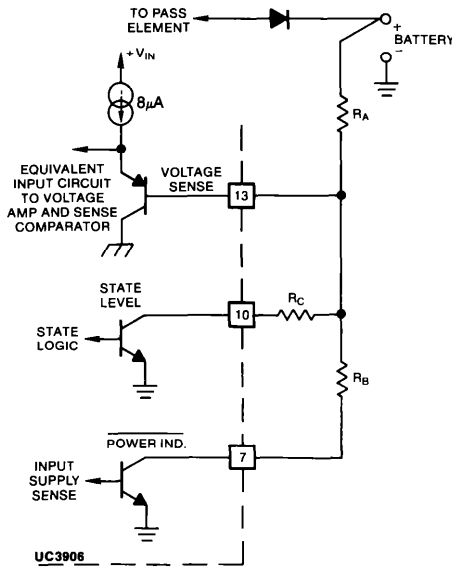 TO PASS
ELEMENT
+
BATTERY
−
+VIN
8μA
RA
EQUIVALENT
INPUT CIRCUIT
TO VOLTAGE
AMP AND SENSE
COMPARATOR
VOLTAGE
SENSE
13
STATE
LEVEL
10
RC
STATE
LOGIC
RB
POWER IND.
7
INPUT
SUPPLY
SENSE
UC3906